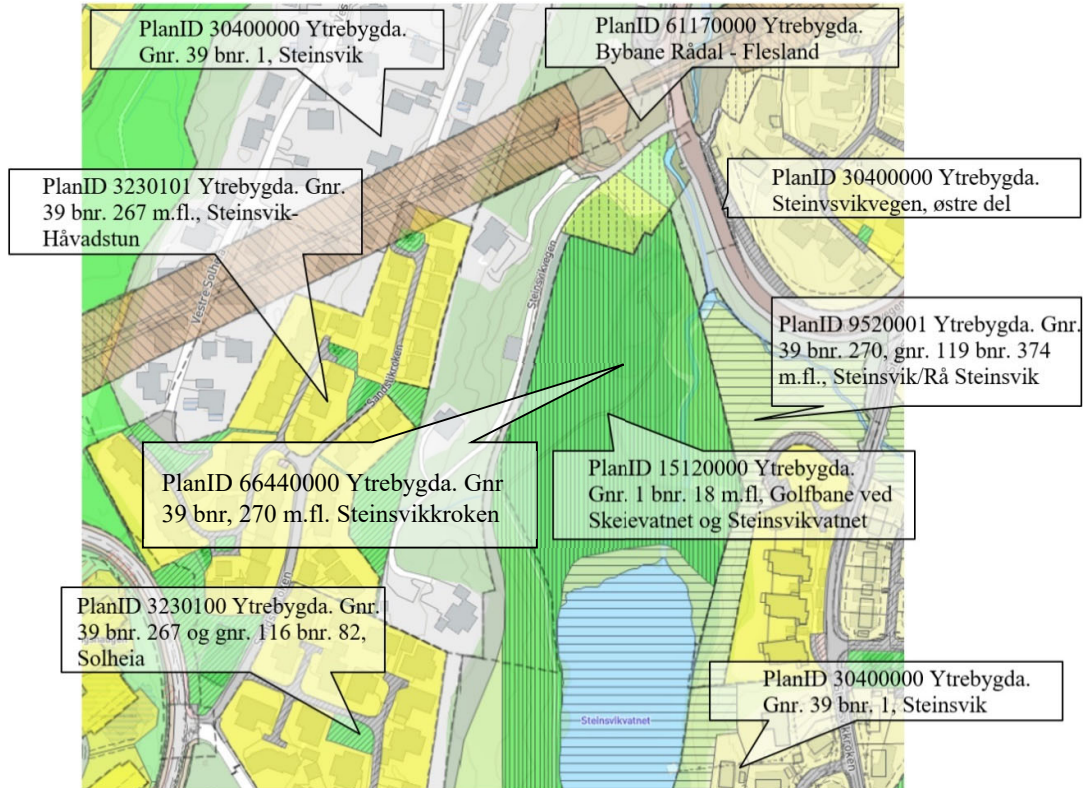 PlanID 30400000 Ytrebygda.
Gnr. 39 bnr. 1, Steinsvik
PlanID 61170000 Ytrebygda.
Bybane Rådal - Flesland
PlanID 3230101 Ytrebygda. Gnr.
39 bnr. 267 m.fl., Steinsvik-
Håvadstun
PlanID 30400000 Ytrebygda.
Steinvsvikvegen, østre del
Steinsvikvegen
PlanID 9520001 Ytrebygda. Gnr.
39 bnr. 270, gnr. 119 bnr. 374
m.fl., Steinsvik/Rå Steinsvik
Sandsvikroken
PlanID 66440000 Ytrebygda. Gnr
39 bnr, 270 m.fl. Steinsvikkroken
PlanID 15120000 Ytrebygda.
Gnr. 1 bnr. 18 m.fl, Golfbane ved
Skeievatnet og Steinsvikvatnet
PlanID 3230100 Ytrebygda. Gnr.
39 bnr. 267 og gnr. 116 bnr. 82,
Solheia
PlanID 30400000 Ytrebygda.
Gnr. 39 bnr, 1, Steinsvik
Steinsvikvatnet